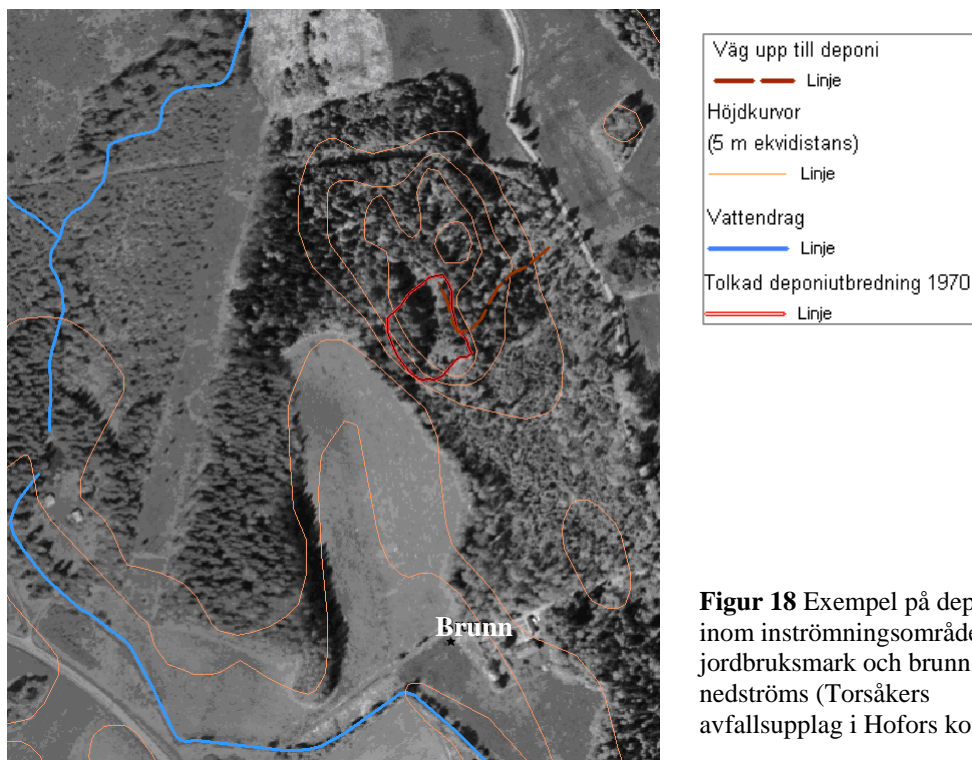 Väg upp till deponi
Linje
Höjdkurvor
(5 m ekvidistans)
Linje
Vattendrag
Linje
Tolkad deponiutbredning 1970
Linje
Brunn
Figur 18 Exempel på dep
inom inströmningsområde
jordbruksmark och brunn
nedströms (Torsåkers
avfallsupplag i Hofors ko